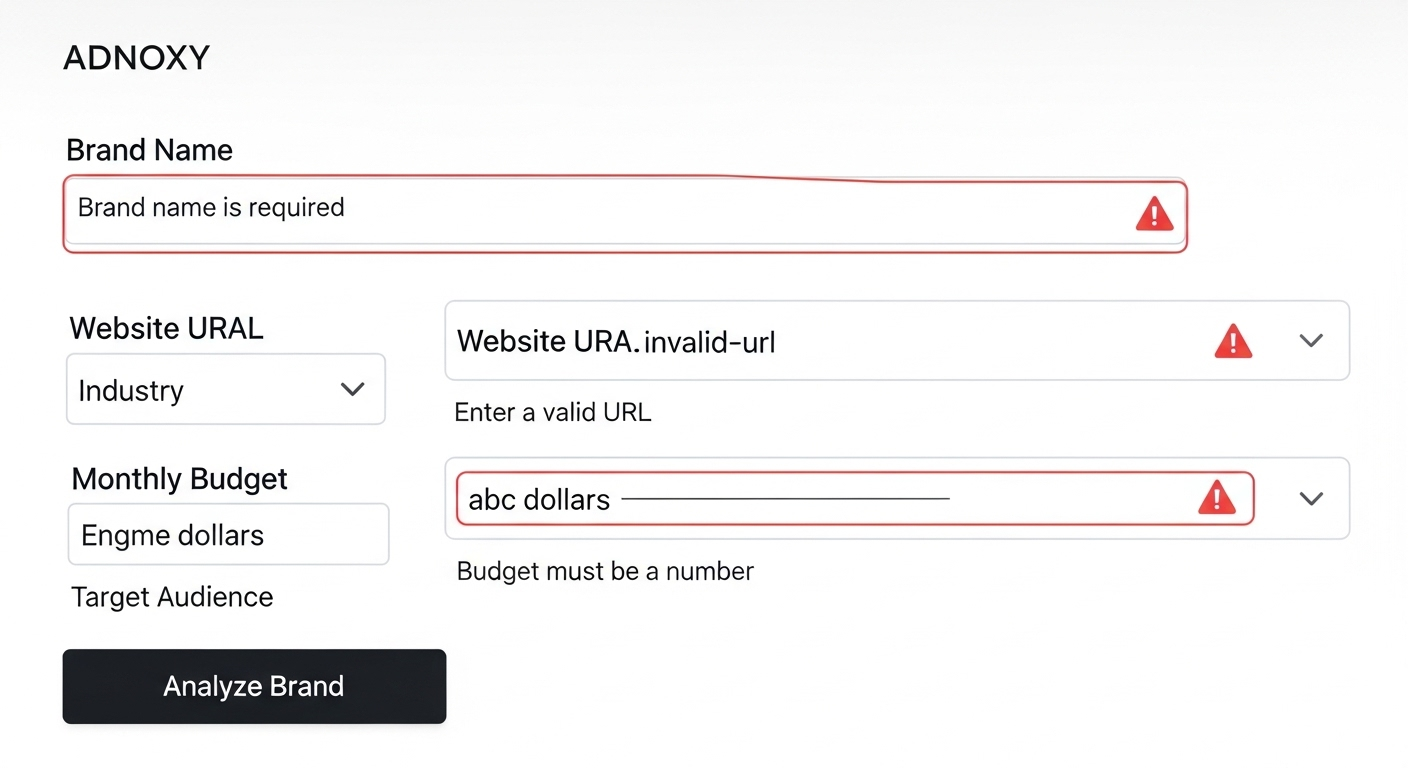 ADNOXY
Brand Name
Brand name is required
Website URAL
Industry
Website URA.invalid-url
Enter a valid URL
Monthly Budget
Engme dollars
abc dollars
Budget must be a number
Target Audience
Analyze Brand